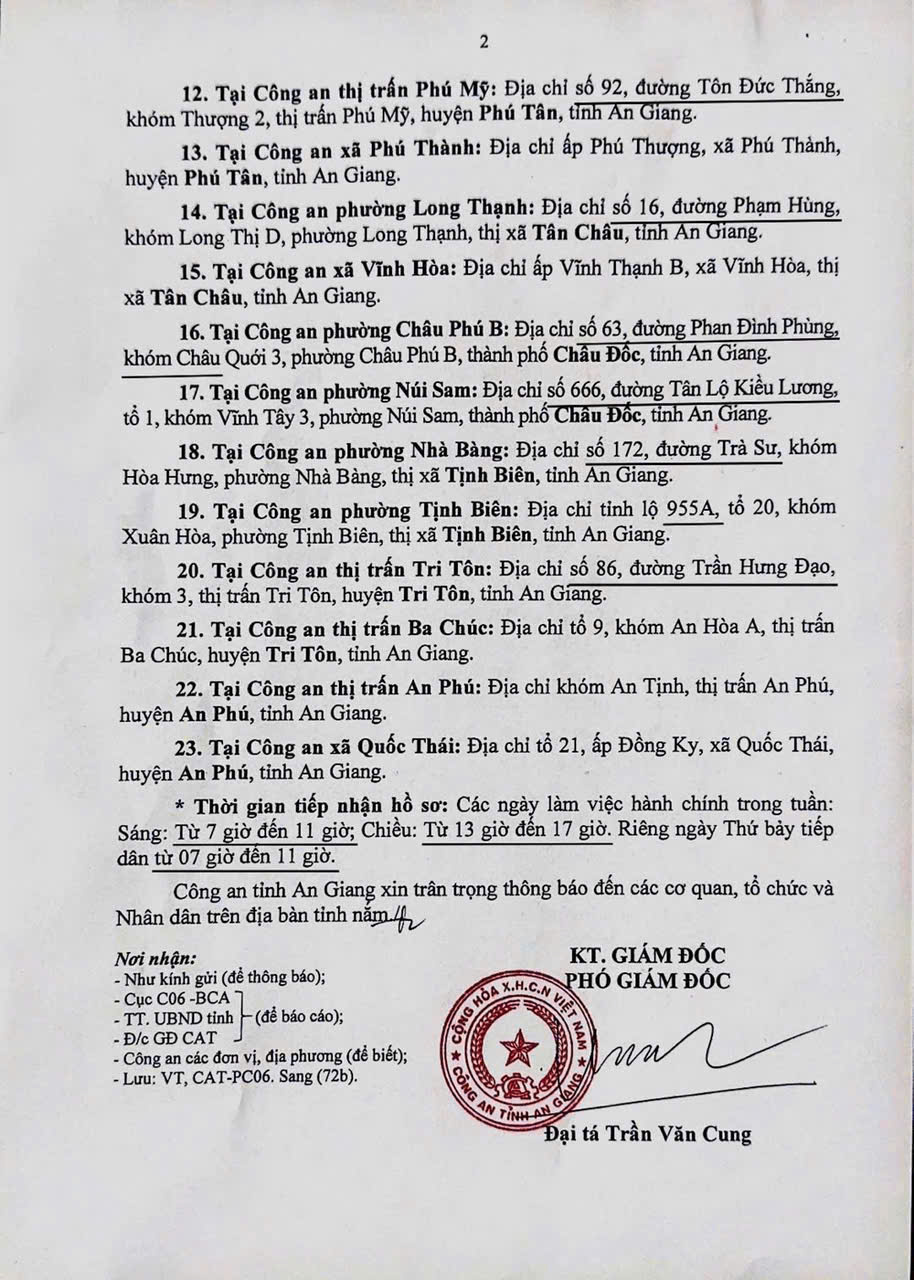 2
12. Tại Công an thị trấn Phú Mỹ: Địa chỉ số 92, đường Tôn Đức Thắng,
khóm Thượng 2, thị trấn Phú Mỹ, huyện Phú Tân, tỉnh An Giang.
13. Tại Công an xã Phú Thành: Địa chỉ ấp Phú Thượng, xã Phú Thành,
huyện Phú Tân, tỉnh An Giang.
14. Tại Công an phường Long Thạnh: Địa chỉ số 16, đường Phạm Hùng,
khóm Long Thị D, phường Long Thạnh, thị xã Tân Châu, tỉnh An Giang.
15. Tại Công an xã Vĩnh Hòa: Địa chỉ ấp Vĩnh Thạnh B, xã Vĩnh Hòa, thị
xã Tân Châu, tỉnh An Giang.
16. Tại Công an phường Châu Phú B: Địa chỉ số 63, đường Phan Đình Phùng,
khóm Châu Quới 3, phường Châu Phú B, thành phố Châu Đốc, tỉnh An Giang.
17. Tại Công an phường Núi Sam: Địa chỉ số 666, đường Tân Lộ Kiều Lương,
tổ 1, khóm Vĩnh Tây 3, phường Núi Sam, thành phố Châu Đốc, tỉnh An Giang.
18. Tại Công an phường Nhà Bàng: Địa chỉ số 172, đường Trà Sư, khóm
Hòa Hưng, phường Nhà Bàng, thị xã Tịnh Biên, tỉnh An Giang.
19. Tại Công an phường Tịnh Biên: Địa chỉ tỉnh lộ 955A, tổ 20, khóm
Xuân Hòa, phường Tịnh Biên, thị xã Tịnh Biên, tỉnh An Giang.
20. Tại Công an thị trấn Tri Tôn: Địa chỉ số 86, đường Trần Hưng Đạo,
khóm 3, thị trấn Tri Tôn, huyện Tri Tôn, tỉnh An Giang.
21. Tại Công an thị trấn Ba Chúc: Địa chỉ tổ 9, khóm An Hòa A, thị trấn
Ba Chúc, huyện Tri Tôn, tỉnh An Giang.
22. Tại Công an thị trấn An Phú: Địa chỉ khóm An Tịnh, thị trấn An Phú,
huyện An Phú, tỉnh An Giang.
23. Tại Công an xã Quốc Thái: Địa chỉ tổ 21, ấp Đồng Ky, xã Quốc Thái,
huyện An Phú, tỉnh An Giang.
* Thời gian tiếp nhận hồ sơ: Các ngày làm việc hành chính trong tuần:
Sáng: Từ 7 giờ đến 11 giờ; Chiều: Từ 13 giờ đến 17 giờ. Riêng ngày Thứ bảy tiếp
dân từ 07 giờ đến 11 giờ.
Công an tỉnh An Giang xin trân trọng thông báo đến các cơ quan, tổ chức và
Nhân dân trên địa bàn tỉnh nắm.
Nơi nhận:
- Như kính gửi (để thông báo);
- Cục C06 -BCA
- TT. UBND tỉnh (để báo cáo);
- Đ/c GĐ CAT
- Công an các đơn vị, địa phương (để biết);
- Lưu: VT, CAT-PC06. Sang (72b).
KT. GIÁM ĐỐC
PHÓ GIÁM ĐỐC
CỘNG HÒA X.H.C.N VIỆT NAM
CÔNG AN TỈNH AN GIANG
Đại tá Trần Văn Cung